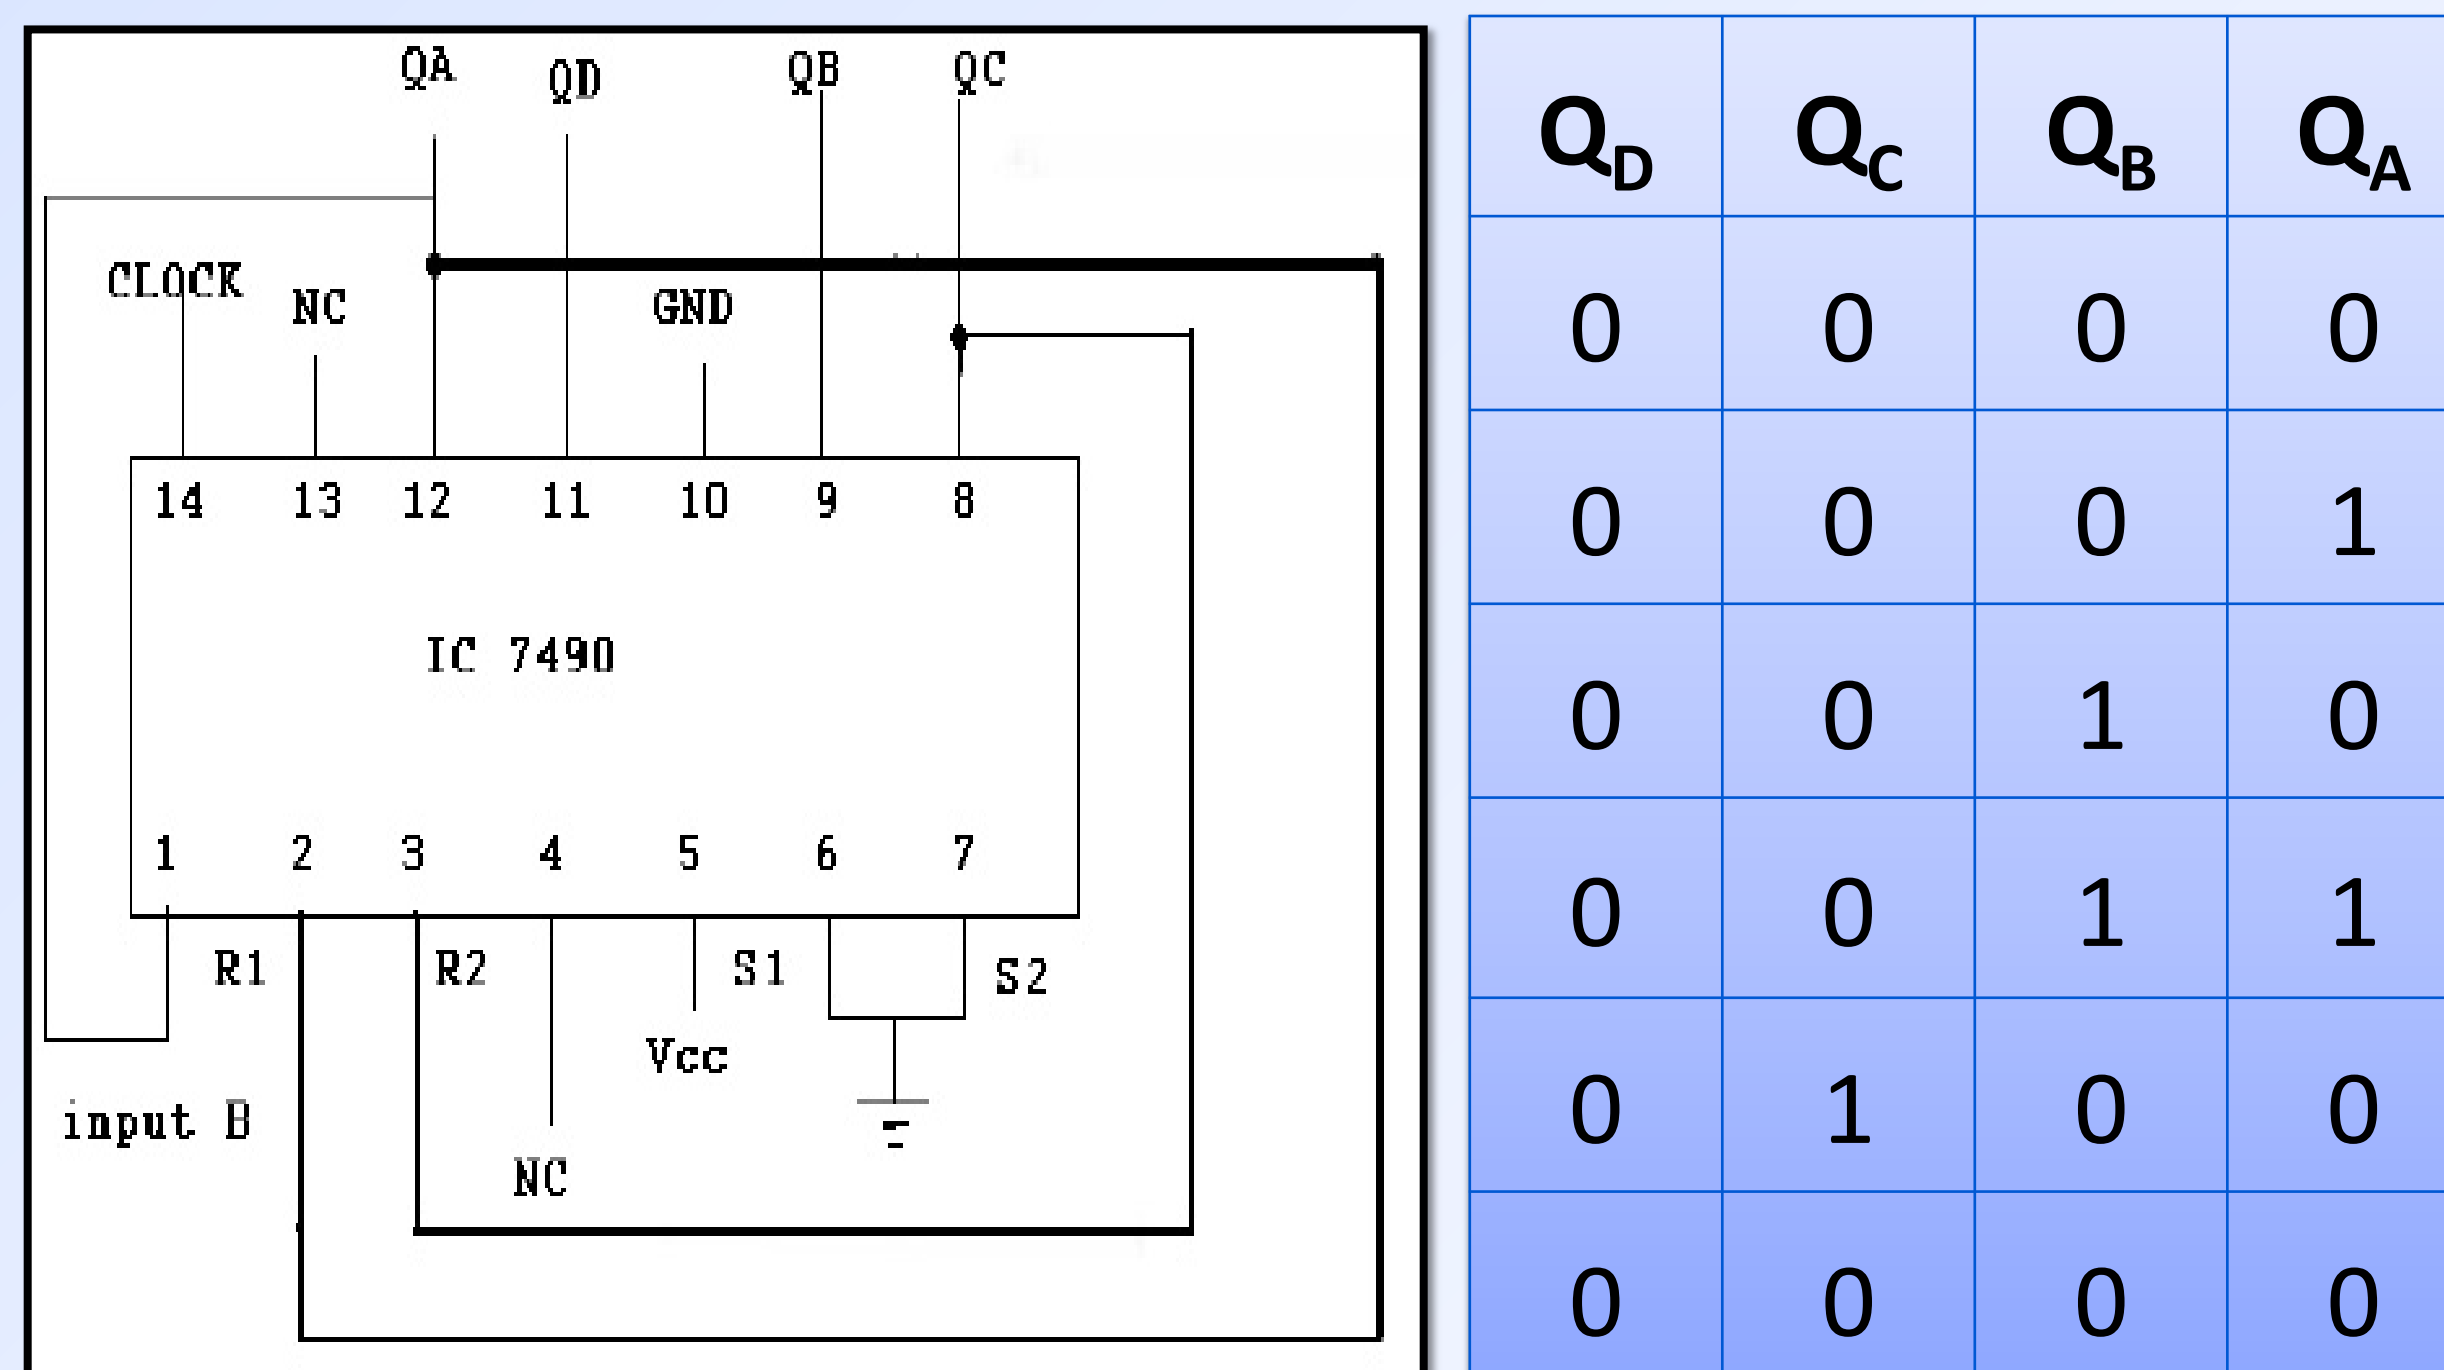 QA QD QB QC
CLOCK NC GND
14 13 12 11 10 9 8
IC 7490
1 2 3 4 5 6 7
R1 R2 S1 S2
Vcc
input B
NC
QD QC QB QA
0 0 0 0
0 0 0 1
0 0 1 0
0 0 1 1
0 1 0 0
0 0 0 0